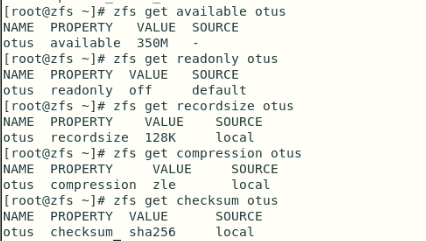 [root@zfs ~]# zfs get available otus
NAME  PROPERTY   VALUE  SOURCE
otus  available  350M   -
[root@zfs ~]# zfs get readonly otus
NAME  PROPERTY  VALUE   SOURCE
otus  readonly  off     default
[root@zfs ~]# zfs get recordsize otus
NAME  PROPERTY    VALUE    SOURCE
otus  recordsize  128K     local
[root@zfs ~]# zfs get compression otus
NAME  PROPERTY     VALUE     SOURCE
otus  compression  zle       local
[root@zfs ~]# zfs get checksum otus
NAME  PROPERTY  VALUE      SOURCE
otus  checksum  sha256     local